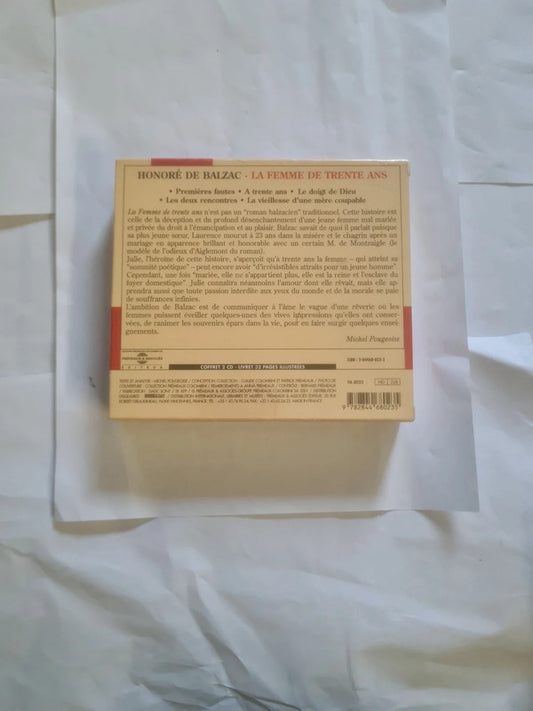 HONORÉ DE BALZAC - LA FEMME DE TRENTE ANS
• Premières fautes • A trente ans • Le doigt de Dieu
• Les deux rencontres • La vieillesse d'une mère coupable
La Femme de trente ans n'est pas un "roman balzacien" traditionnel. Cette histoire est
celle de la déception et du profond désenchantement d'une jeune femme mal mariée
et privée du droit à l'émancipation et au plaisir. Balzac savait de quoi il parlait puisque
sa plus jeune sœur, Laurence mourut à 23 ans dans la misère et le chagrin après un
mariage en apparence brillant et honorable avec un certain M. de Montzaigle (le
modèle de l'odieux d'Aiglemont du roman).
Julie, l'héroïne de cette histoire, s'aperçoit qu'à trente ans la femme - qui atteint sa
"sommité poétique" - peut encore avoir "d'irrésistibles attraits pour un jeune homme".
Cependant, une fois "mariée, elle ne s'appartient plus, elle est la reine et l'esclave du
foyer domestique". Julie connaîtra néanmoins l'amour dont elle rêvait, mais elle ap-
prendra aussi que toute passion interdite aux yeux du monde et de la morale se paie
de souffrances infinies.
L'ambition de Balzac est de communiquer à l'âme le vague d'une rêverie où les
femmes puissent éveiller quelques-unes des vives impressions qu'elles ont conser-
vées, de ranimer les souvenirs épars dans la vie, pour en faire surgir quelques ensei-
gnements.
Michel Pougeoise
COFFRET 2 CD - LIVRET 32 PAGES ILLUSTRÉES
FA 8023
9 782844 680235